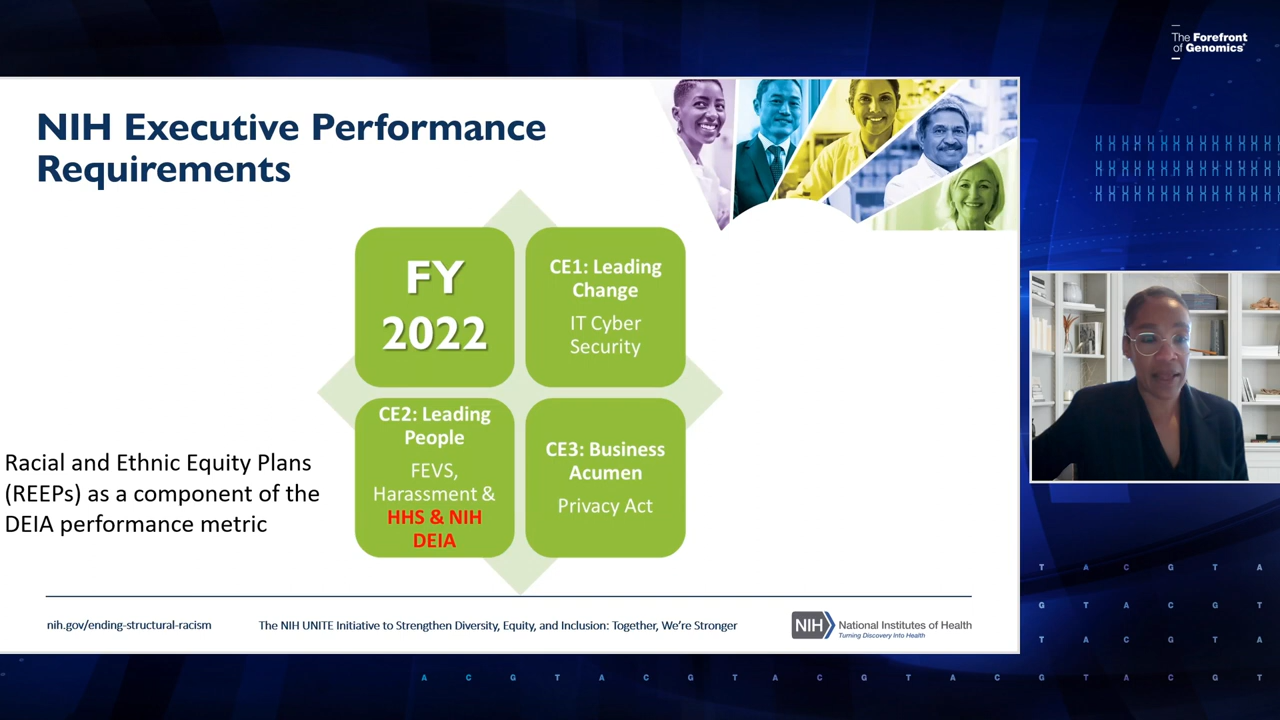 The Forefront
of Genomics®
NIH Executive Performance
Requirements
FY
2022
CE1: Leading
Change
IT Cyber
Security
CE2: Leading
People
FEVS,
Harassment &
HHS & NIH
DEIA
CE3: Business
Acumen
Privacy Act
Racial and Ethnic Equity Plans
(REEPs) as a component of the
DEIA performance metric
nih.gov/ending-structural-racism
The NIH UNITE Initiative to Strengthen Diversity, Equity, and Inclusion: Together, We're Stronger
NIH
National Institutes of Health
Turning Discovery Into Health
T A C G T A
G T A C G T
T A C G T A
A C G T A C G T A C G T A C G T A C G T